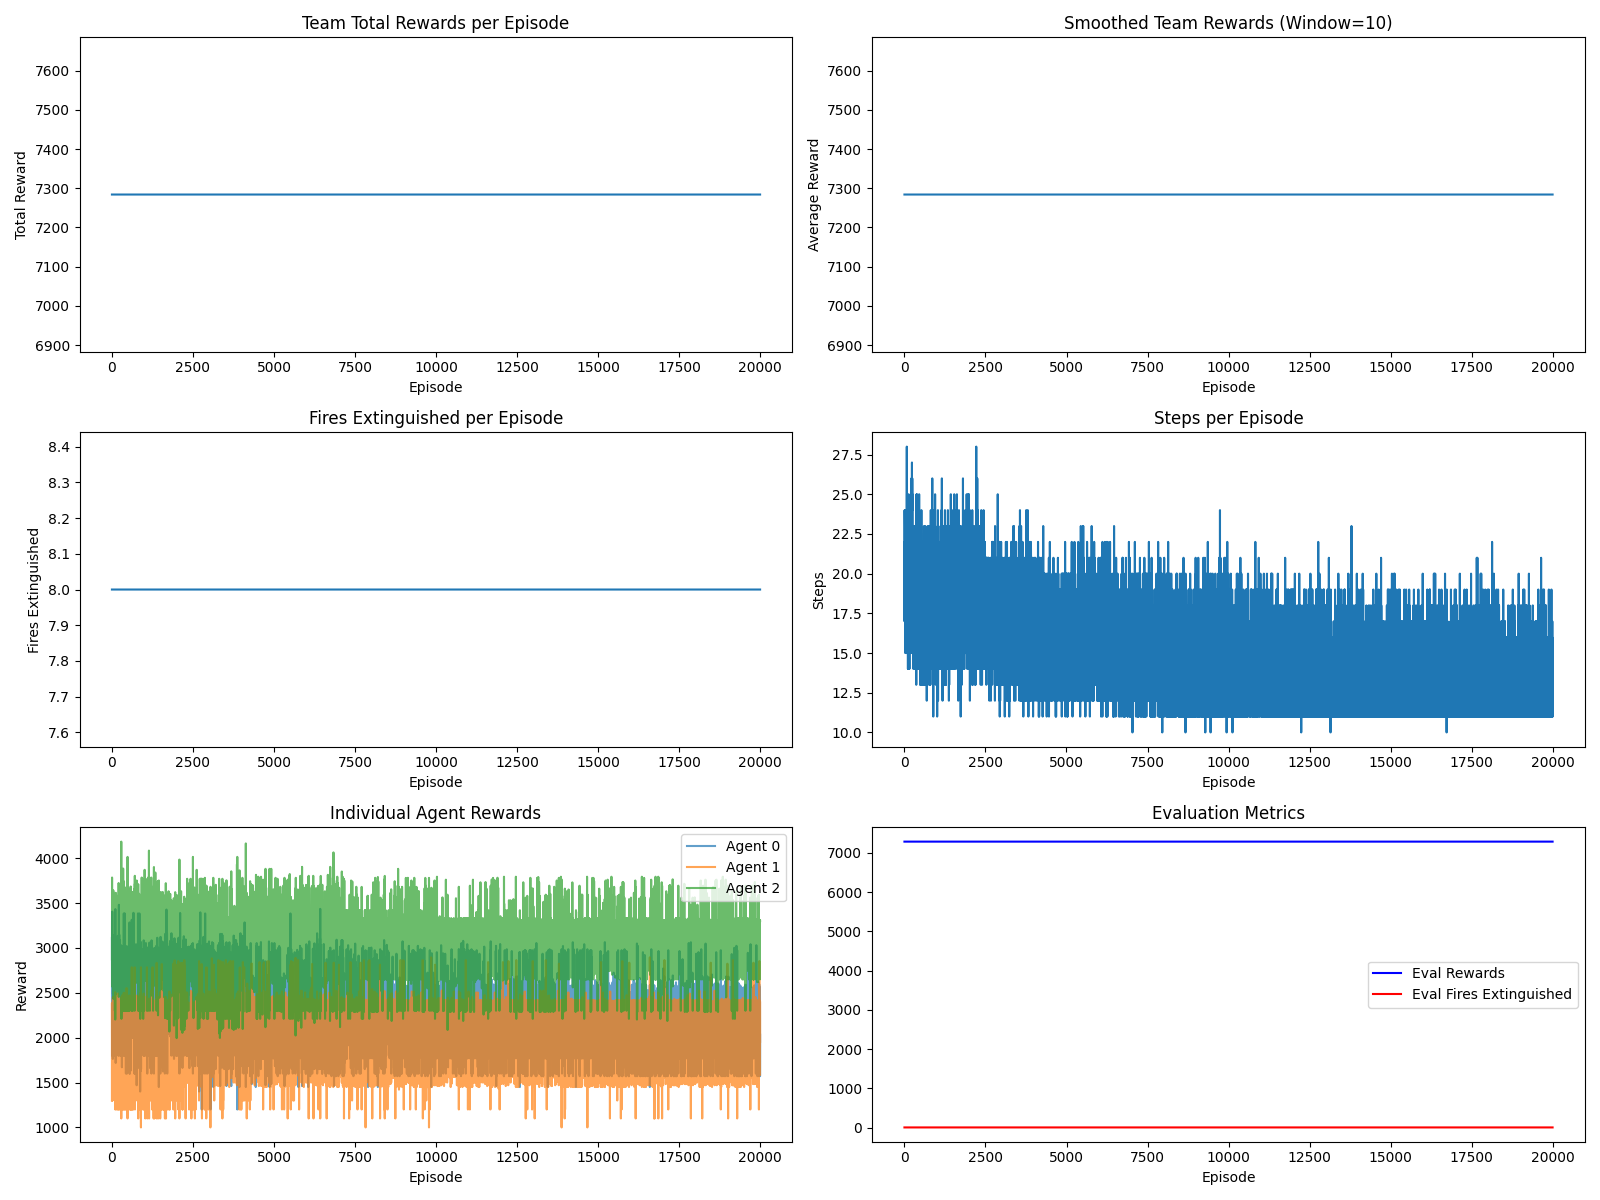 Team Total Rewards per Episode
Total Reward
7600
7500
7400
7300
7200
7100
7000
6900
0 2500 5000 7500 10000 12500 15000 17500 20000
Episode
Smoothed Team Rewards (Window=10)
Average Reward
7600
7500
7400
7300
7200
7100
7000
6900
0 2500 5000 7500 10000 12500 15000 17500 20000
Episode
Fires Extinguished per Episode
Fires Extinguished
8.4
8.3
8.2
8.1
8.0
7.9
7.8
7.7
7.6
0 2500 5000 7500 10000 12500 15000 17500 20000
Episode
Steps per Episode
Steps
27.5
25.0
22.5
20.0
17.5
15.0
12.5
10.0
0 2500 5000 7500 10000 12500 15000 17500 20000
Episode
Individual Agent Rewards
Reward
4000
3500
3000
2500
2000
1500
1000
Agent 0
Agent 1
Agent 2
0 2500 5000 7500 10000 12500 15000 17500 20000
Episode
Evaluation Metrics
7000
6000
5000
4000
3000
2000
1000
0
Eval Rewards
Eval Fires Extinguished
0 2500 5000 7500 10000 12500 15000 17500 20000
Episode